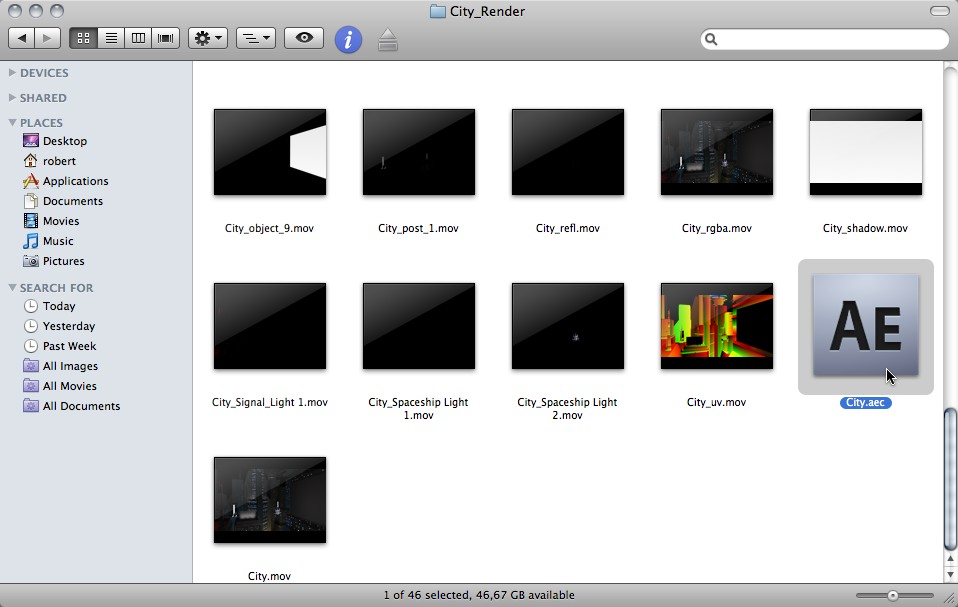 City_Render
DEVICES
SHARED
PLACES
Desktop
robert
Applications
Documents
Movies
Music
Pictures
SEARCH FOR
Today
Yesterday
Past Week
All Images
All Movies
All Documents
City_object_9.mov
City_post_1.mov
City_refl.mov
City_rgba.mov
City_shadow.mov
AE
City_Signal_Light 1.mov
City_Spaceship Light
1.mov
City_Spaceship Light
2.mov
City_uv.mov
City.aec
City.mov
1 of 46 selected, 46,67 GB available